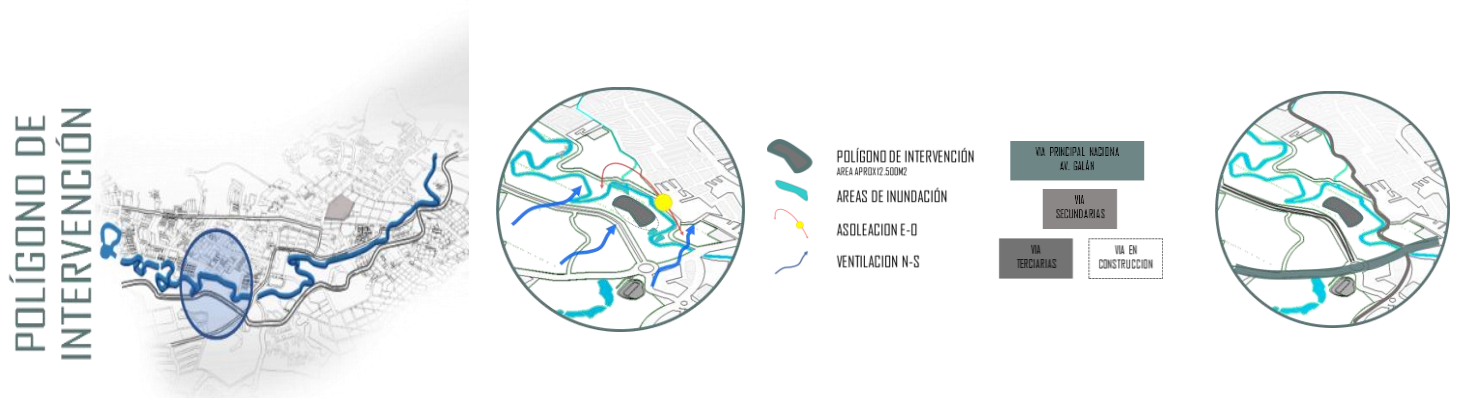 POLÍGONO DE
INTERVENCIÓN
POLÍGONO DE INTERVENCIÓN
AREA APROX12.500M2
AREAS DE INUNDACIÓN
ASOLEACION E-O
VENTILACION N-S
VIA PRINCIPAL NACIONA
AV. GALÁN
VIA
SECUNDARIAS
VIA
TERCIARIAS
VIA EN
CONSTRUCCION